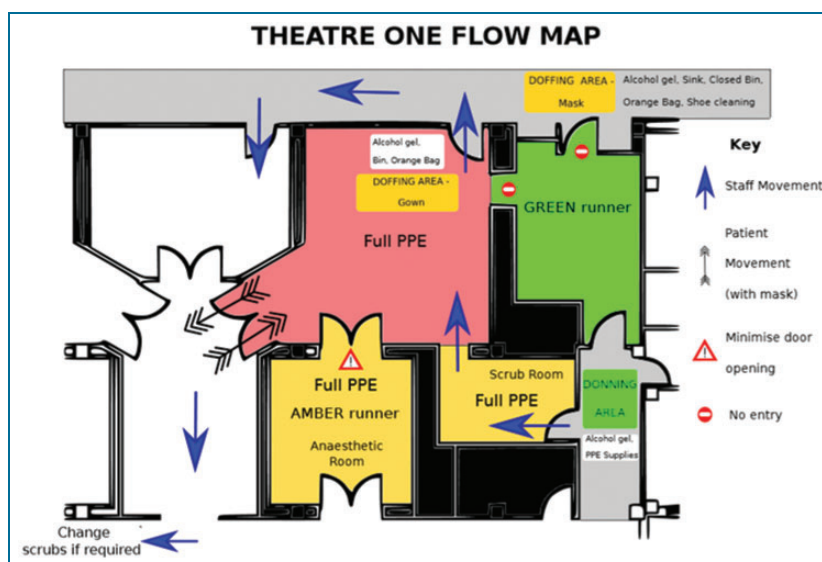 THEATRE ONE FLOW MAP
DOFFING AREA -
Mask
Alcohol gel, Sink, Closed Bin,
Orange Bag, Shoe cleaning
Alcohol gel,
Bin, Orange Bag
DOFFING AREA -
Gown
Full PPE
GREEN runner
Key
Staff Movement
Patient
Movement
(with mask)
Minimise door
opening
No entry
Full PPE
AMBER runner
Anaesthetic
Room
Scrub Room
Full PPE
DONNING
ARLA
Alcohol gel,
PPE Supplies
Change
scrubs if required